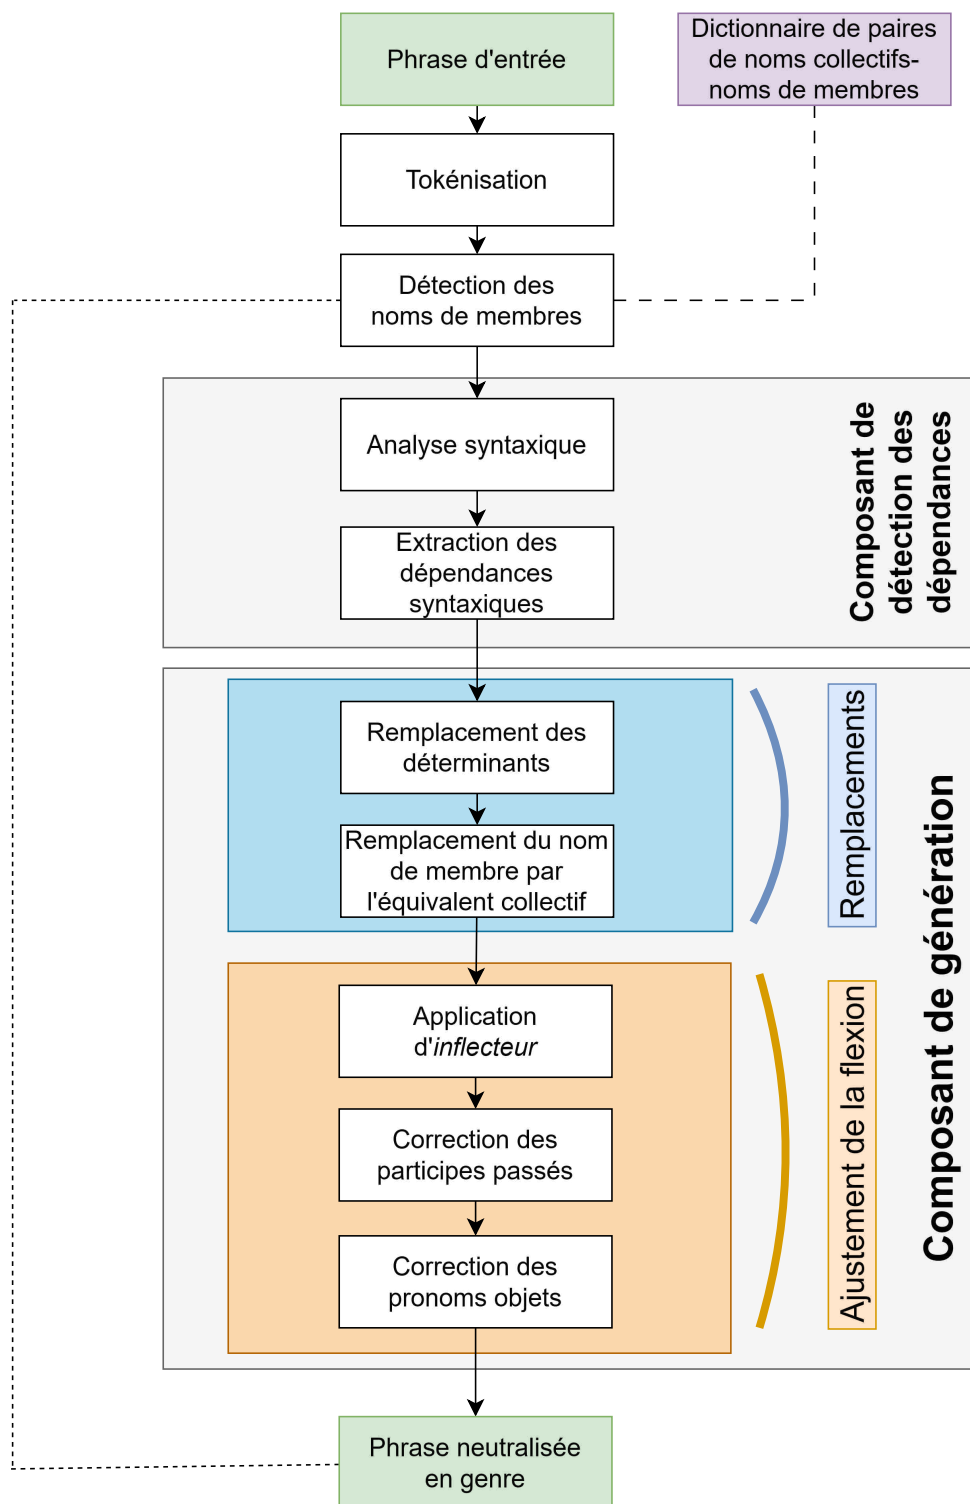 Phrase d'entrée
Dictionnaire de paires
de noms collectifs-
noms de membres
Tokénisation
Détection des
noms de membres
Analyse syntaxique
Extraction des
dépendances
syntaxiques
Composant de
détection des
dépendances
Remplacement des
déterminants
Remplacement du nom
de membre par
l'équivalent collectif
Remplacements
Application
d'inflecteur
Correction des
participes passés
Correction des
pronoms objets
Ajustement de la flexion
Composant de génération
Phrase neutralisée
en genre